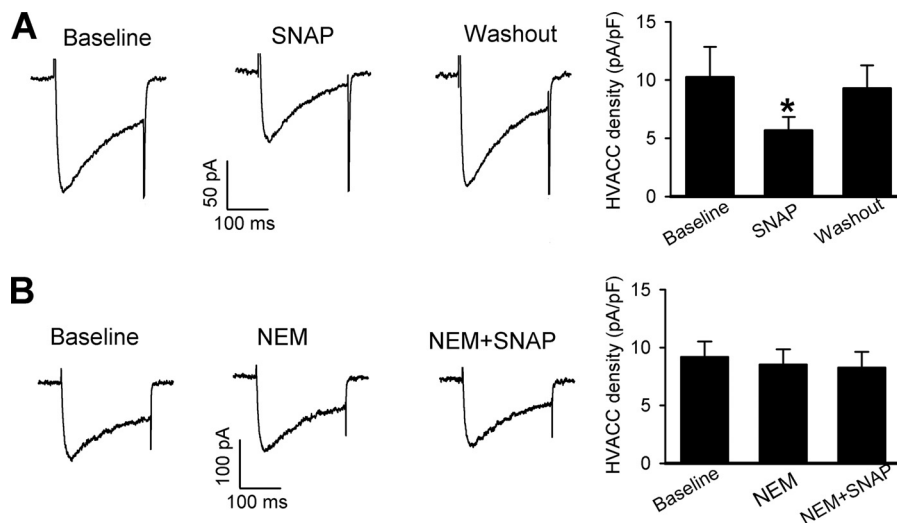 A
Baseline
SNAP
Washout
50 pA
100 ms
HVACC density (pA/pF)
15
10
5
0
*
Baseline
SNAP
Washout
B
Baseline
NEM
NEM+SNAP
100 pA
100 ms
HVACC density (pA/pF)
15
10
5
0
Baseline
NEM
NEM+SNAP